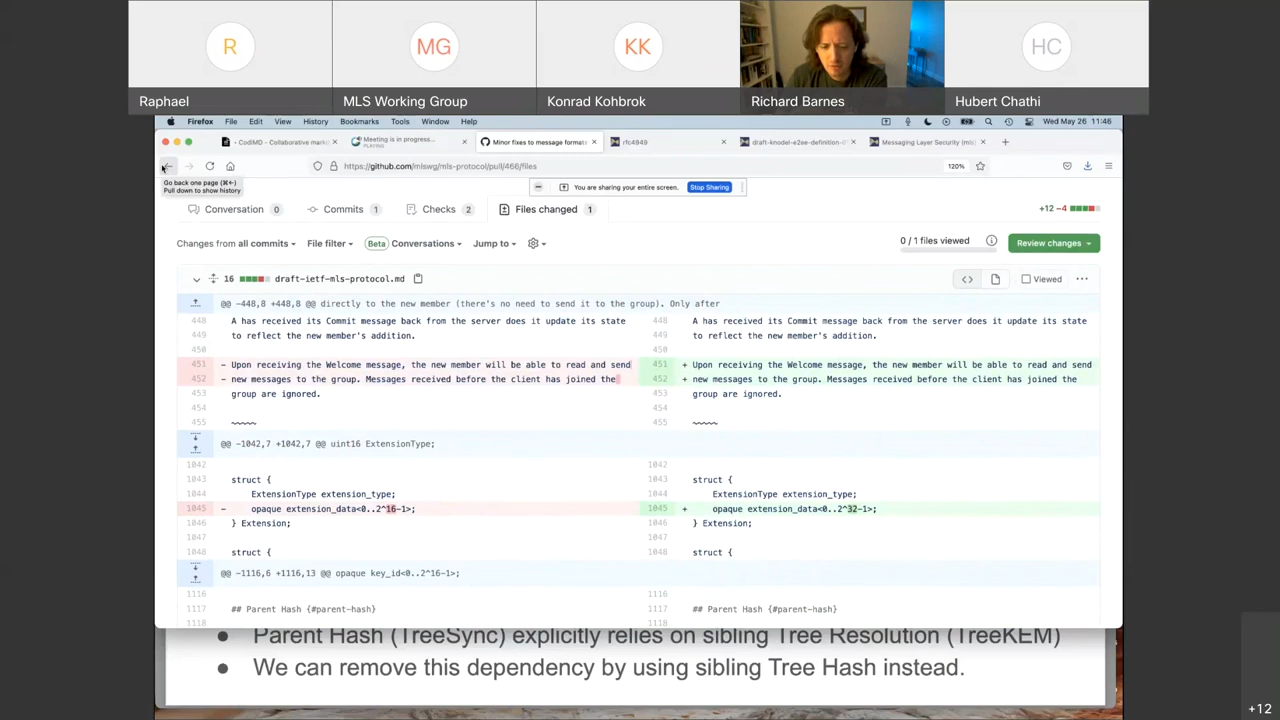 R
MG
KK
HC
Raphael
MLS Working Group
Konrad Kohbrok
Richard Barnes
Hubert Chathi
Firefox File Edit View History Bookmarks Tools Window Help
Wed May 26 11:46
CodiMD - Collaborative mark
Meeting is in progress...
PLAYING
Minor fixes to message formats
rfc4949
draft-knodel-e2ee-definition-0
Messaging Layer Security (mls
https://github.com/mlswg/mls-protocol/pull/466/files
120%
Go back one page (⌘←)
Pull down to show history
You are sharing your entire screen. Stop Sharing
Conversation 0
Commits 1
Checks 2
Files changed 1
+12 −4
Changes from all commits
File filter
Beta Conversations
Jump to
0 / 1 files viewed
Review changes
16 draft-ietf-mls-protocol.md
Viewed
@@ -448,8 +448,8 @@ directly to the new member (there's no need to send it to the group). Only after
448 A has received its Commit message back from the server does it update its state 448 A has received its Commit message back from the server does it update its state
449 to reflect the new member's addition. 449 to reflect the new member's addition.
450 450
451 - Upon receiving the Welcome message, the new member will be able to read and send 451 + Upon receiving the Welcome message, the new member will be able to read and send
452 - new messages to the group. Messages received before the client has joined the 452 + new messages to the group. Messages received before the client has joined the
453 group are ignored. 453 group are ignored.
454 454
455 ~~~~~ 455 ~~~~~
@@ -1042,7 +1042,7 @@ uint16 ExtensionType;
1042 1042
1043 struct { 1043 struct {
1044 ExtensionType extension_type; 1044 ExtensionType extension_type;
1045 - opaque extension_data<0..2^16-1>; 1045 + opaque extension_data<0..2^32-1>;
1046 } Extension; 1046 } Extension;
1047 1047
1048 struct { 1048 struct {
@@ -1116,6 +1116,13 @@ opaque key_id<0..2^16-1>;
1116 1116
1117 ## Parent Hash {#parent-hash} 1117 ## Parent Hash {#parent-hash}
1118 1118
● Parent Hash (TreeSync) explicitly relies on sibling Tree Resolution (TreeKEM)
● We can remove this dependency by using sibling Tree Hash instead.
+12